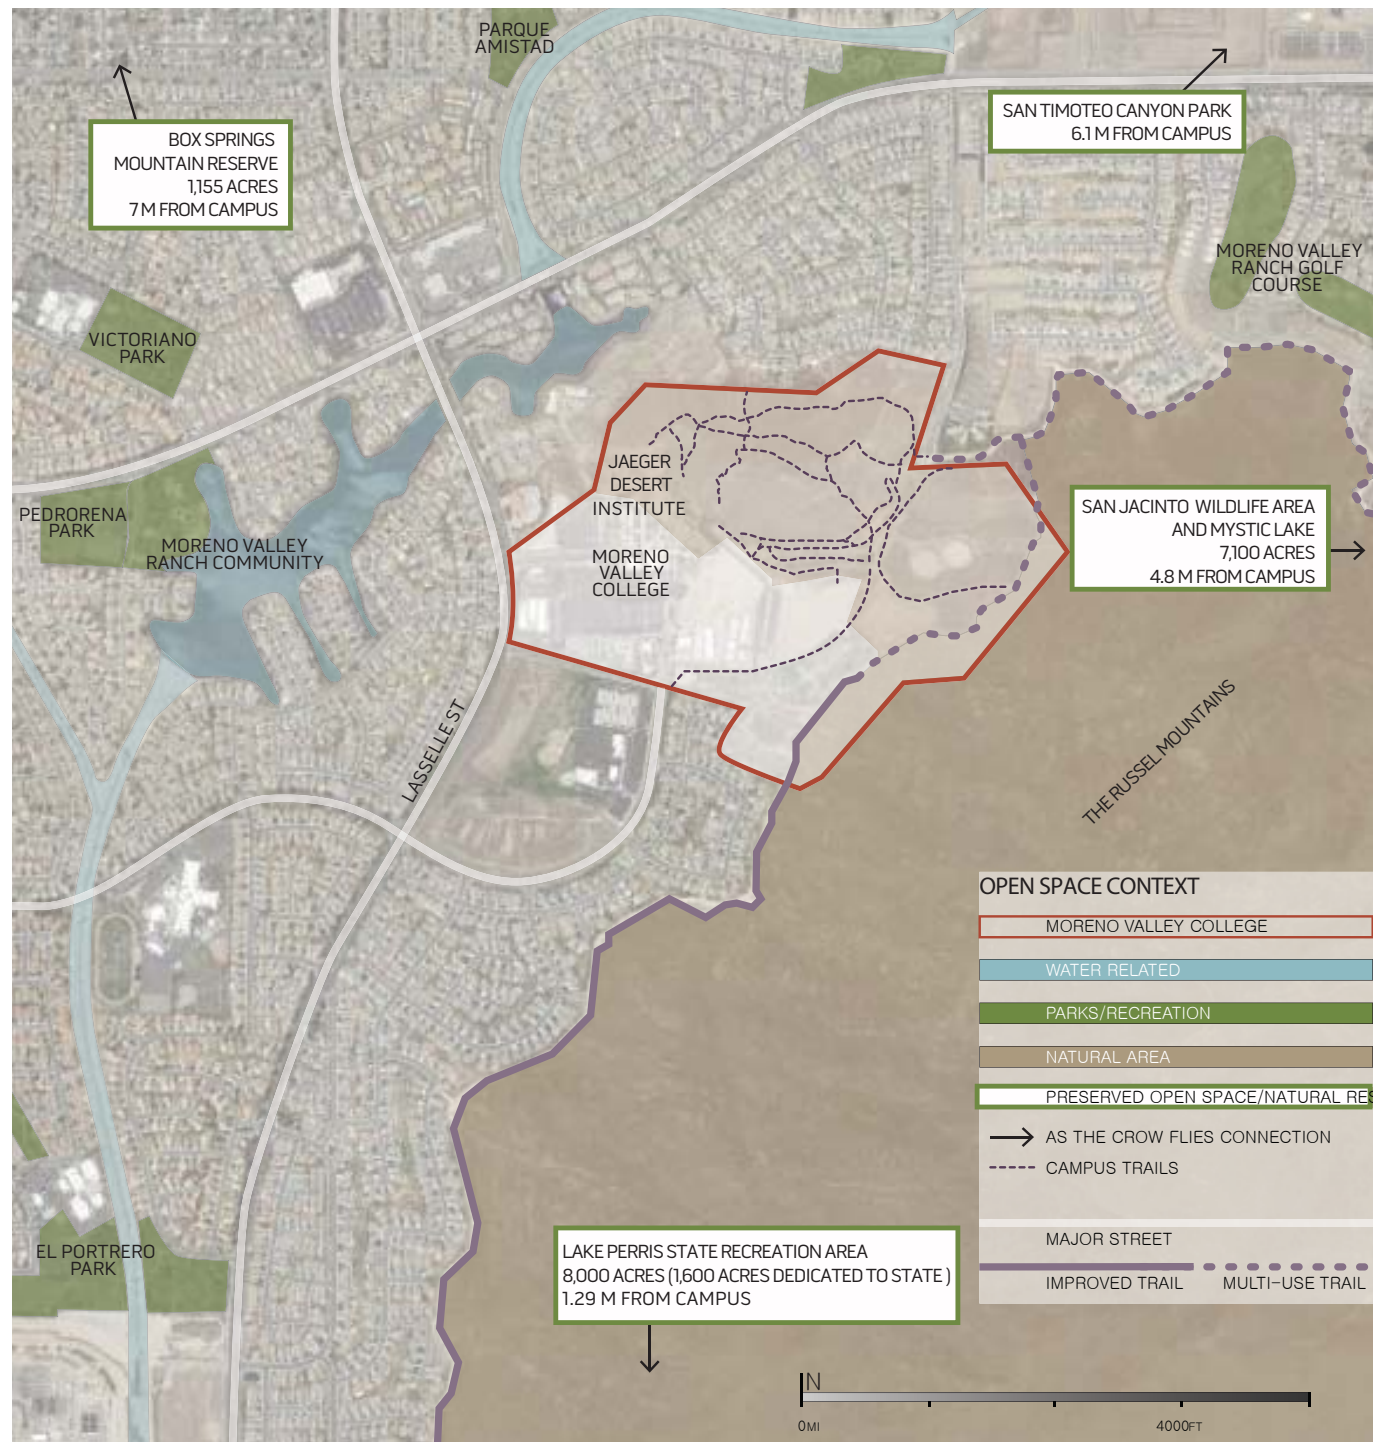 PARQUE
AMISTAD
SAN TIMOTEO CANYON PARK
6.1 M FROM CAMPUS
BOX SPRINGS
MOUNTAIN RESERVE
1,155 ACRES
7 M FROM CAMPUS
MORENO VALLEY
RANCH GOLF
COURSE
VICTORIANO
PARK
JAEGER
DESERT
INSTITUTE
PEDRORENA
PARK
MORENO VALLEY
RANCH COMMUNITY
MORENO
VALLEY
COLLEGE
SAN JACINTO WILDLIFE AREA
AND MYSTIC LAKE
7,100 ACRES
4.8 M FROM CAMPUS
LASSELLE ST
THE RUSSEL MOUNTAINS
OPEN SPACE CONTEXT
MORENO VALLEY COLLEGE
WATER RELATED
PARKS/RECREATION
NATURAL AREA
PRESERVED OPEN SPACE/NATURAL RES
AS THE CROW FLIES CONNECTION
CAMPUS TRAILS
MAJOR STREET
IMPROVED TRAIL MULTI-USE TRAIL
EL PORTRERO
PARK
LAKE PERRIS STATE RECREATION AREA
8,000 ACRES (1,600 ACRES DEDICATED TO STATE )
1.29 M FROM CAMPUS
N
0MI 4000FT